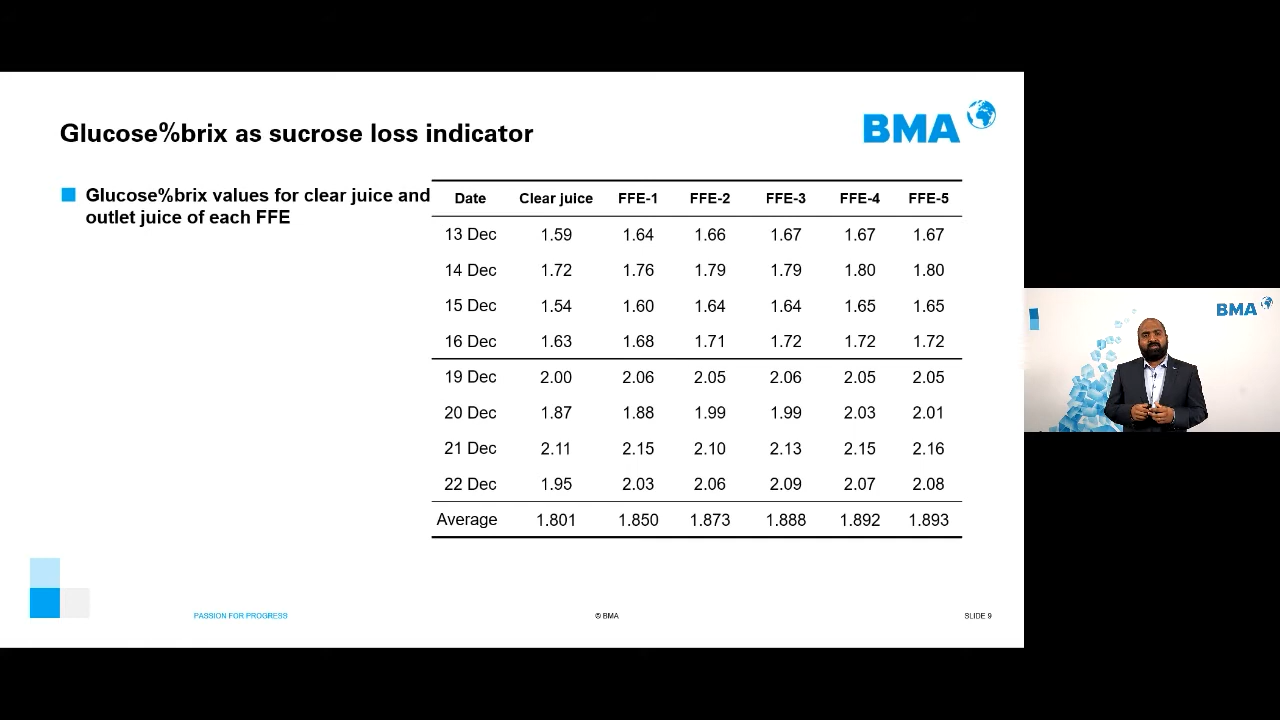 Glucose%brix as sucrose loss indicator
BMA
Glucose%brix values for clear juice and
outlet juice of each FFE
Date Clear juice FFE-1 FFE-2 FFE-3 FFE-4 FFE-5
13 Dec 1.59 1.64 1.66 1.67 1.67 1.67
14 Dec 1.72 1.76 1.79 1.79 1.80 1.80
15 Dec 1.54 1.60 1.64 1.64 1.65 1.65
16 Dec 1.63 1.68 1.71 1.72 1.72 1.72
19 Dec 2.00 2.06 2.05 2.06 2.05 2.05
20 Dec 1.87 1.88 1.99 1.99 2.03 2.01
21 Dec 2.11 2.15 2.10 2.13 2.15 2.16
22 Dec 1.95 2.03 2.06 2.09 2.07 2.08
Average 1.801 1.850 1.873 1.888 1.892 1.893
PASSION FOR PROGRESS
© BMA
SLIDE 9
BMA